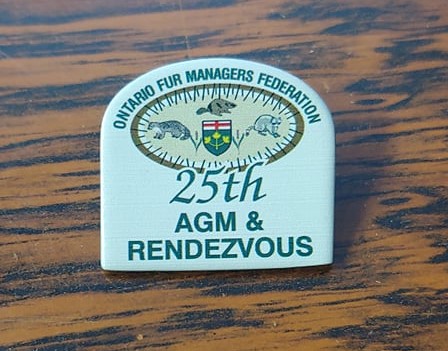 ONTARIO FUR MANAGERS FEDERATION
25th
AGM &
RENDEZVOUS